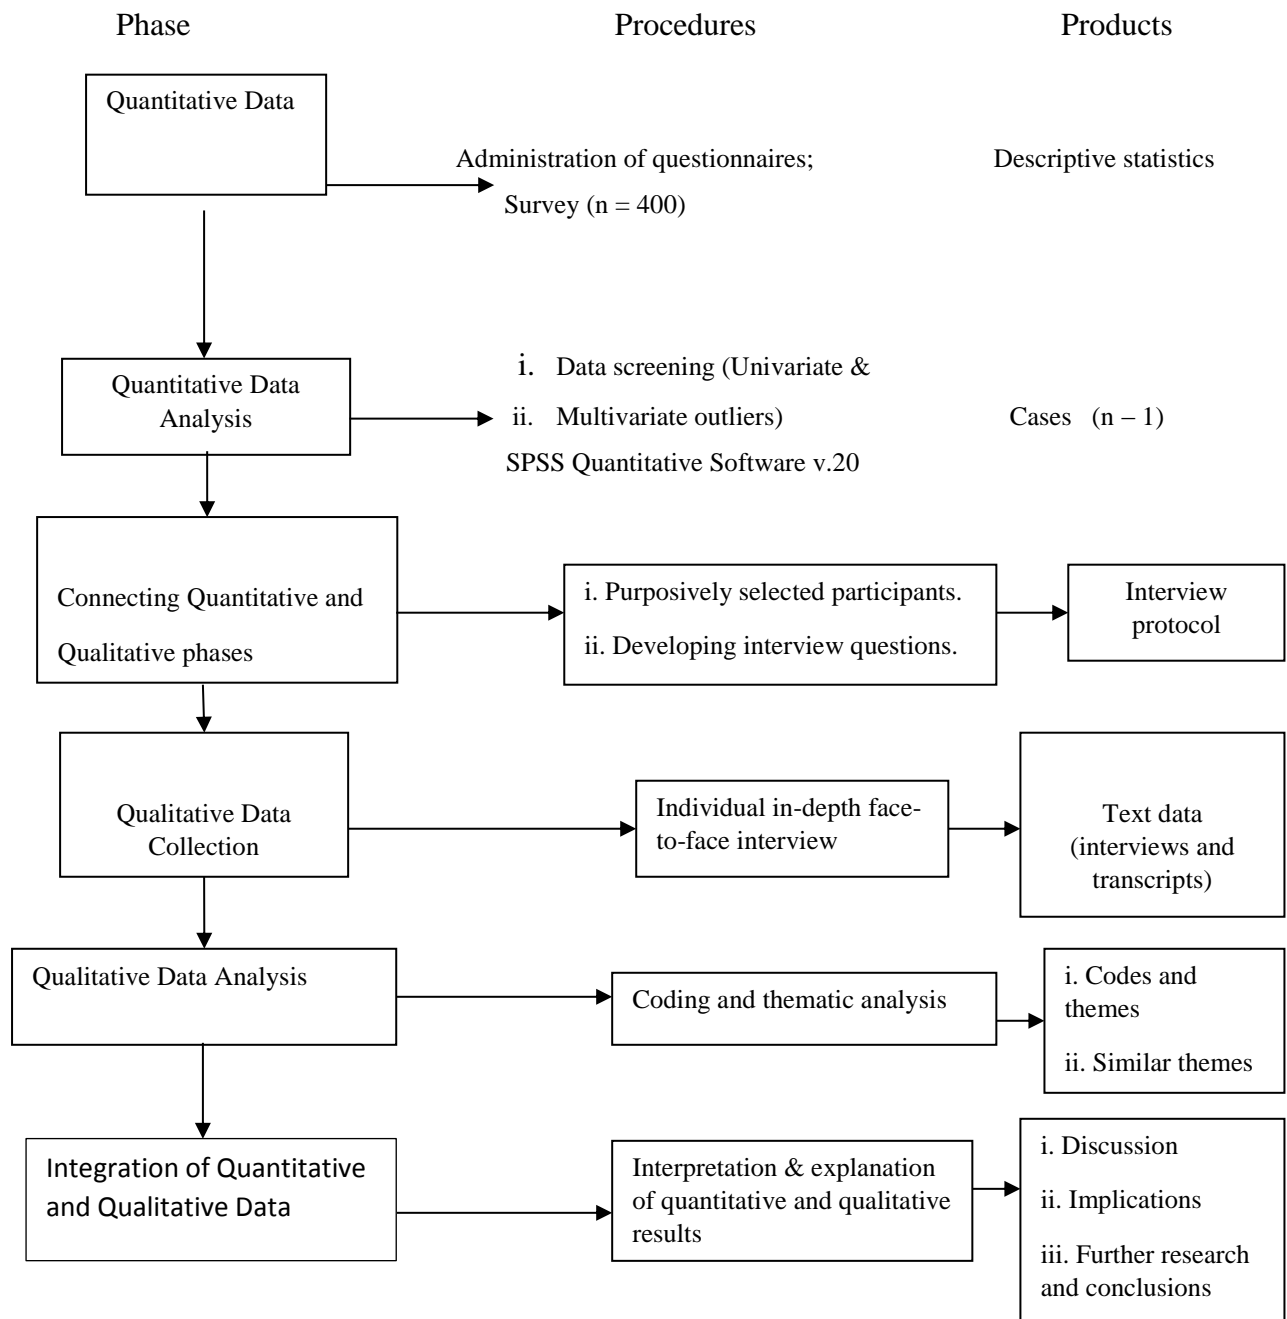 Phase Procedures Products
Quantitative Data
Administration of questionnaires; Descriptive statistics
Survey (n = 400)
Quantitative Data
Analysis
i. Data screening (Univariate &
ii. Multivariate outliers)
SPSS Quantitative Software v.20
Cases (n – 1)
Connecting Quantitative and
Qualitative phases
i. Purposively selected participants.
ii. Developing interview questions.
Interview
protocol
Qualitative Data
Collection
Individual in-depth face-
to-face interview
Text data
(interviews and
transcripts)
Qualitative Data Analysis
Coding and thematic analysis
i. Codes and
themes
ii. Similar themes
Integration of Quantitative
and Qualitative Data
Interpretation & explanation
of quantitative and qualitative
results
i. Discussion
ii. Implications
iii. Further research
and conclusions